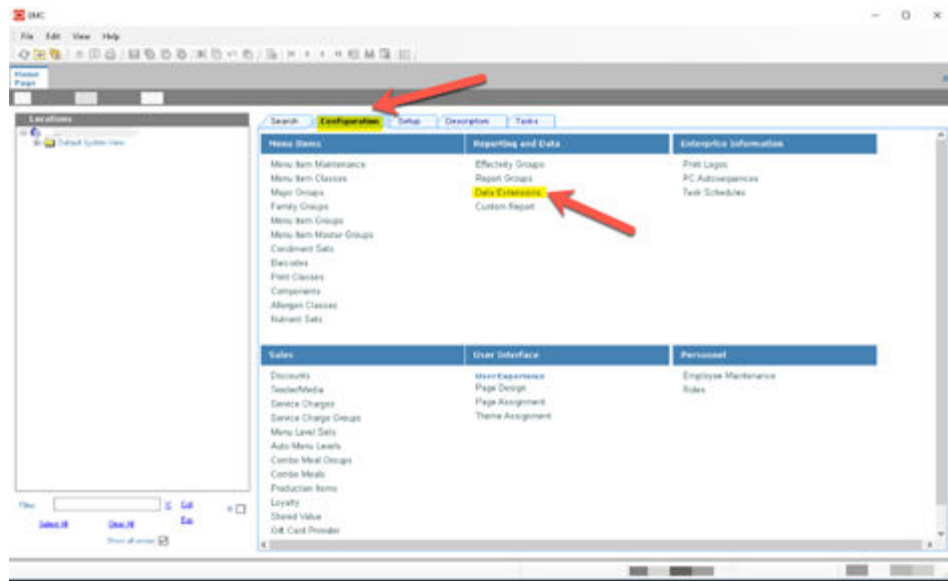 EMC
File Edit View Help
Home Page
Locations
Default System View
Search Configuration Setup Descriptors Tasks
Menu Items
Menu Item Maintenance
Menu Item Classes
Major Groups
Family Groups
Menu Item Groups
Menu Item Master Groups
Condiment Sets
Barcodes
Print Classes
Components
Allergen Classes
Nutrient Sets
Reporting and Data
Effectivity Groups
Report Groups
Data Extensions
Custom Report
Enterprise Information
Print Logos
PC Autosequences
Task Schedules
Sales
Discounts
Tender/Media
Service Charges
Service Charge Groups
Menu Level Sets
Auto Menu Levels
Combo Meal Groups
Combo Meals
Production Items
Loyalty
Stored Value
Gift Card Provider
User Interface
User Experience
Page Design
Page Assignment
Theme Assignment
Personnel
Employee Maintenance
Roles
Filter
Select All Clear All Exp
Show all zones